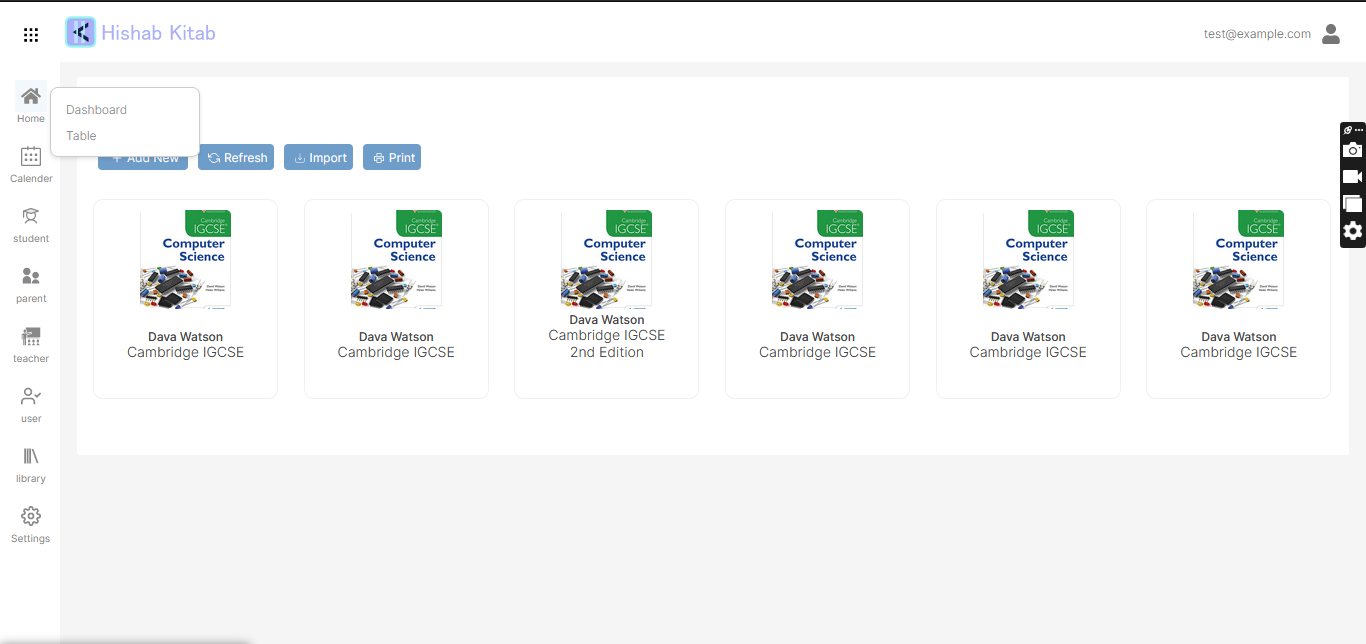 Hishab Kitab
test@example.com
Home
Dashboard
Table
Calender
student
parent
teacher
user
library
Settings
+ Add New
Refresh
Import
Print
Cambridge
IGCSE
Computer
Science
Dava Watson
Cambridge IGCSE
Cambridge
IGCSE
Computer
Science
Dava Watson
Cambridge IGCSE
Cambridge
IGCSE
Computer
Science
Dava Watson
Cambridge IGCSE
2nd Edition
Cambridge
IGCSE
Computer
Science
Dava Watson
Cambridge IGCSE
Cambridge
IGCSE
Computer
Science
Dava Watson
Cambridge IGCSE
Cambridge
IGCSE
Computer
Science
Dava Watson
Cambridge IGCSE